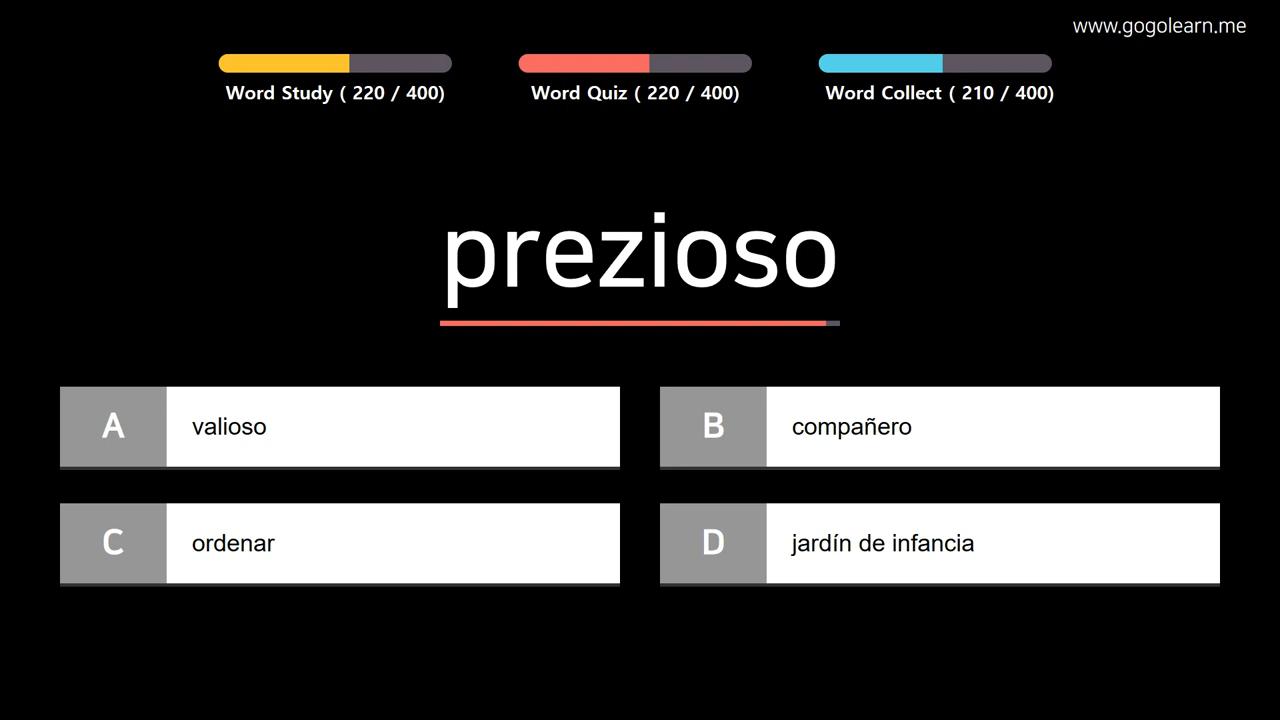 www.gogolearn.me
Word Study ( 220 / 400)
Word Quiz ( 220 / 400)
Word Collect ( 210 / 400)
prezioso
A
valioso
B
compañero
C
ordenar
D
jardín de infancia